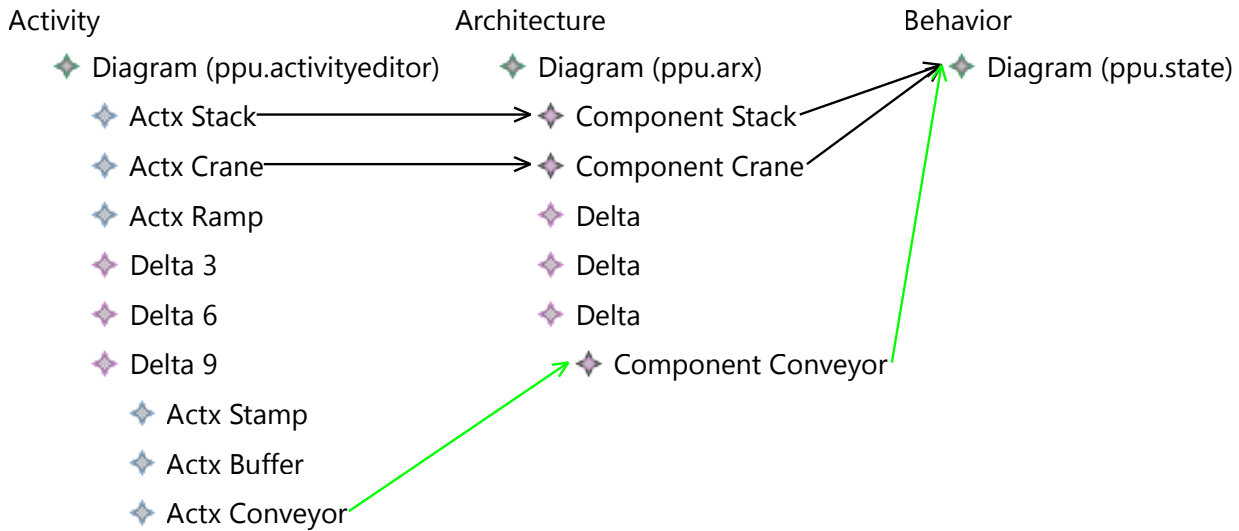 Activity
Diagram (ppu.activityeditor)
Actx Stack
Actx Crane
Actx Ramp
Delta 3
Delta 6
Delta 9
Actx Stamp
Actx Buffer
Actx Conveyor
Architecture
Diagram (ppu.arx)
Component Stack
Component Crane
Delta
Delta
Delta
Component Conveyor
Behavior
Diagram (ppu.state)